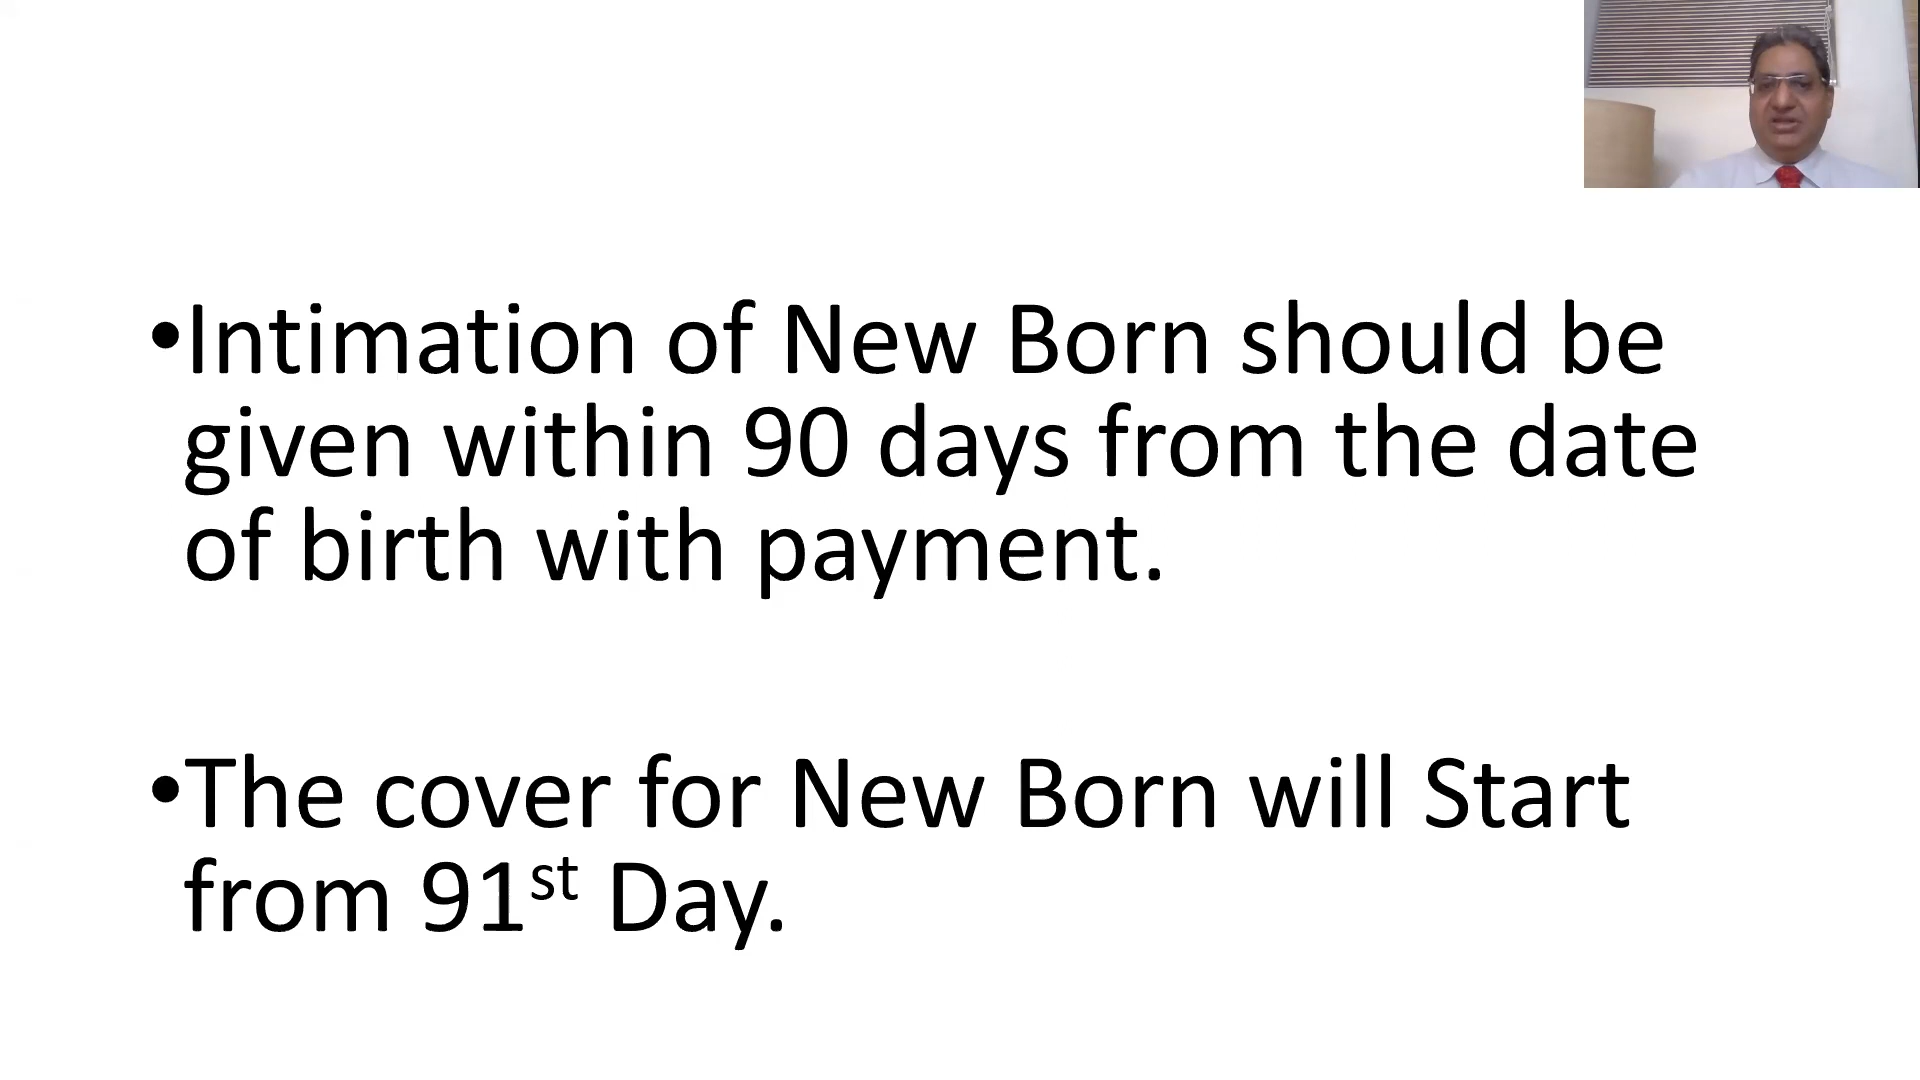 •Intimation of New Born should be
given within 90 days from the date
of birth with payment.
•The cover for New Born will Start
from 91st Day.